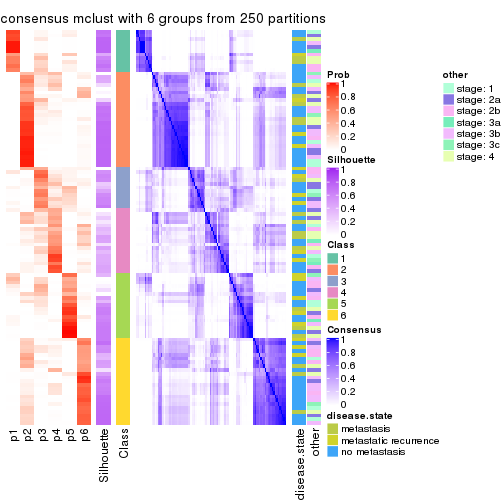 consensus mclust with 6 groups from 250 partitions
Prob
1
0.8
0.6
0.4
0.2
0
Silhouette
1
0.8
0.6
0.4
0.2
0
Class
1
2
3
4
5
6
Consensus
1
0.8
0.6
0.4
0.2
0
disease.state
metastasis
metastatic recurrence
no metastasis
other
stage: 1
stage: 2a
stage: 2b
stage: 3a
stage: 3b
stage: 3c
stage: 4
p1
p2
p3
p4
p5
p6
Silhouette
Class
disease.state
other